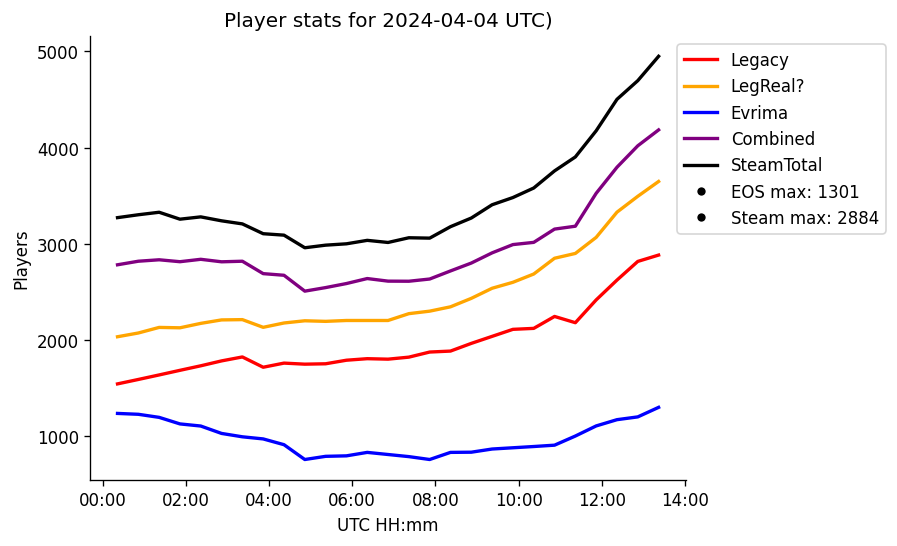 Player stats for 2024-04-04 UTC)
5000
4000
3000
2000
1000
Players
00:00 02:00 04:00 06:00 08:00 10:00 12:00 14:00
UTC HH:mm
Legacy
LegReal?
Evrima
Combined
SteamTotal
EOS max: 1301
Steam max: 2884